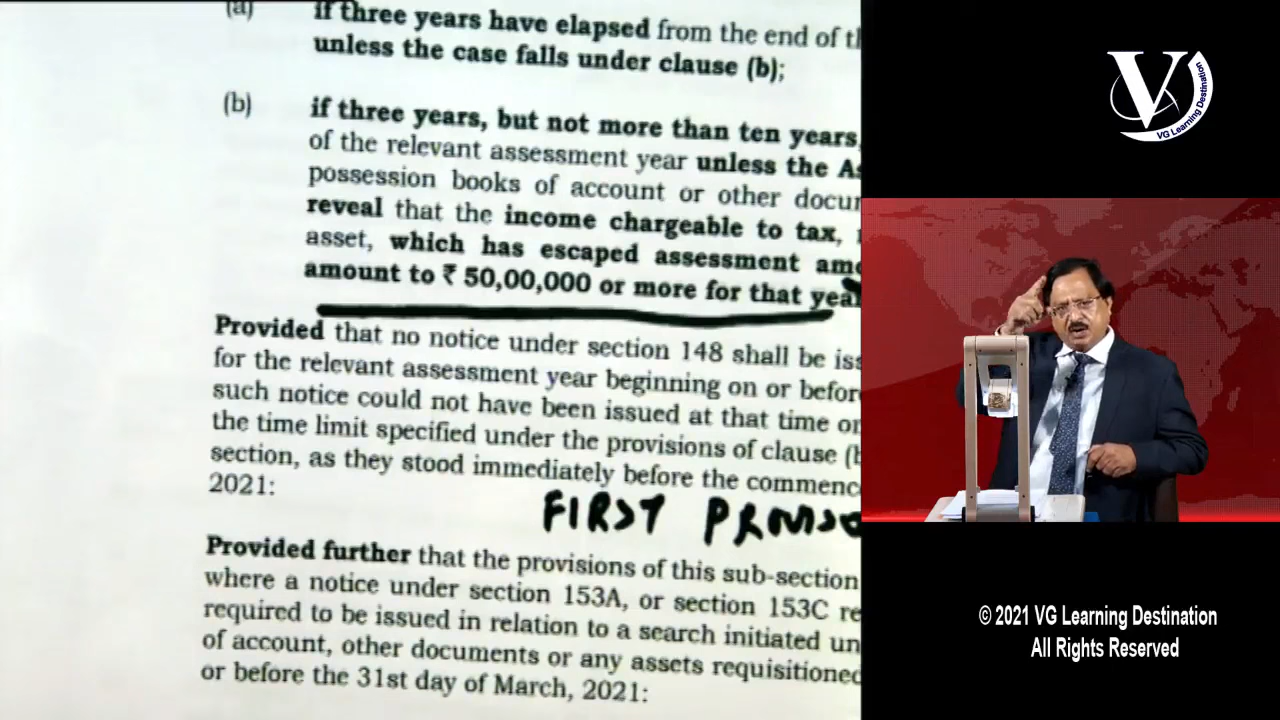 (a) if three years have elapsed from the end of
unless the case falls under clause (b);
(b) if three years, but not more than ten years,
of the relevant assessment year unless the
possession books of account or other
reveal that the income chargeable to tax,
asset, which has escaped assessment
amount to ₹ 50,00,000 or more for that
Provided that no notice under section 148 shall be
for the relevant assessment year beginning on or
such notice could not have been issued at that time
the time limit specified under the provisions of clause
section, as they stood immediately before the
2021:
FIRST
Provided further that the provisions of this sub-section
where a notice under section 153A, or section 153C
required to be issued in relation to a search initiated
of account, other documents or any assets requisitioned
or before the 31st day of March, 2021:
V
VG Learning Destination
© 2021 VG Learning Destination
All Rights Reserved